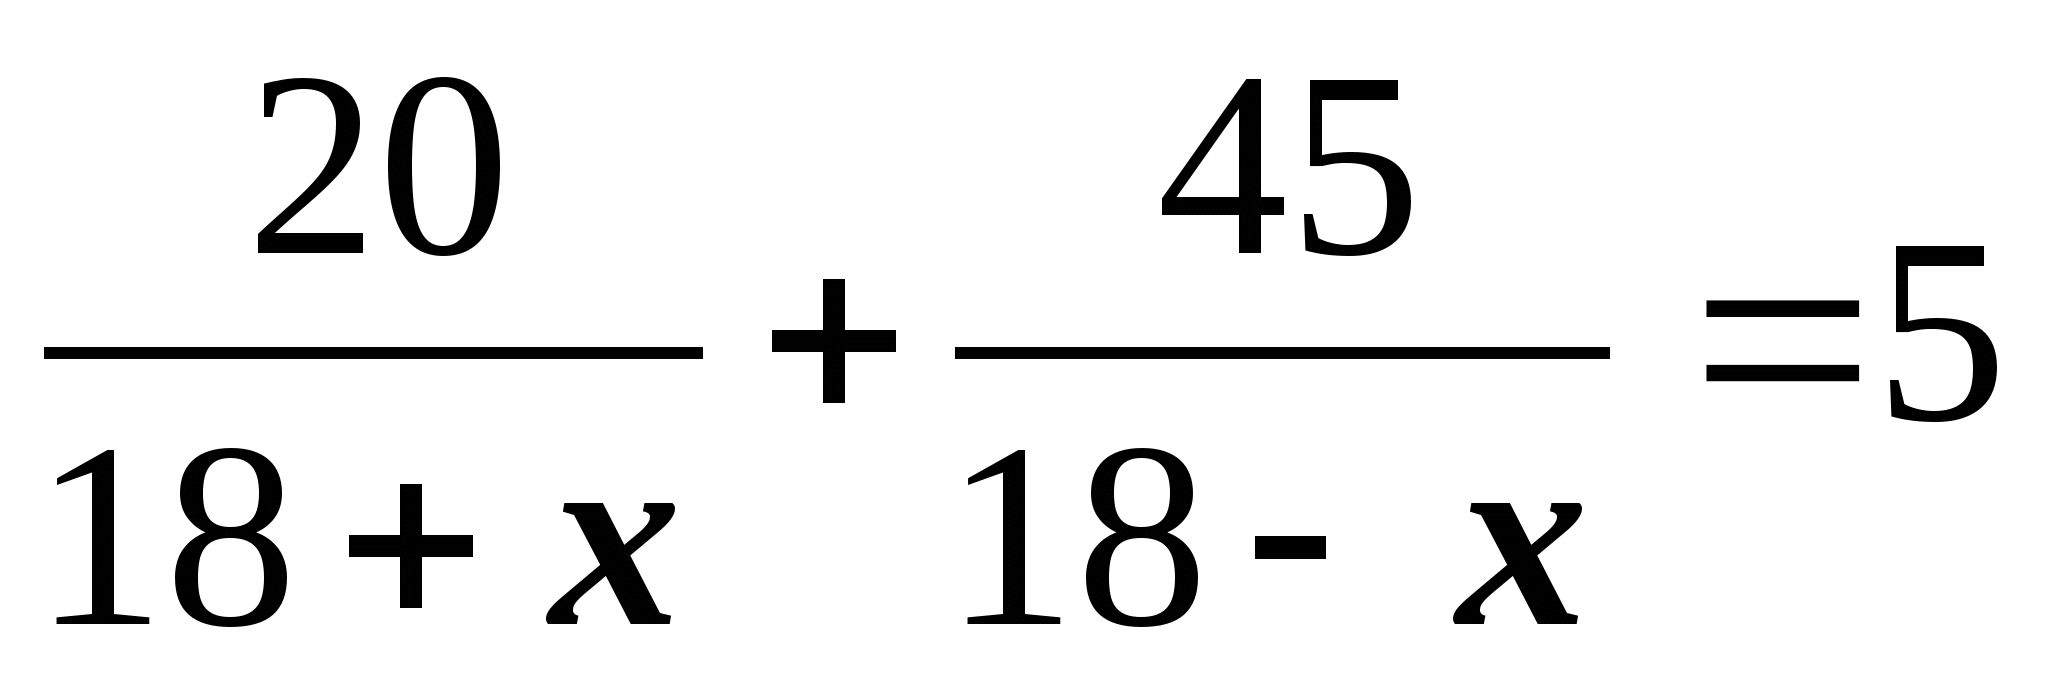 20/(18 + x) + 45/(18 - x) = 5